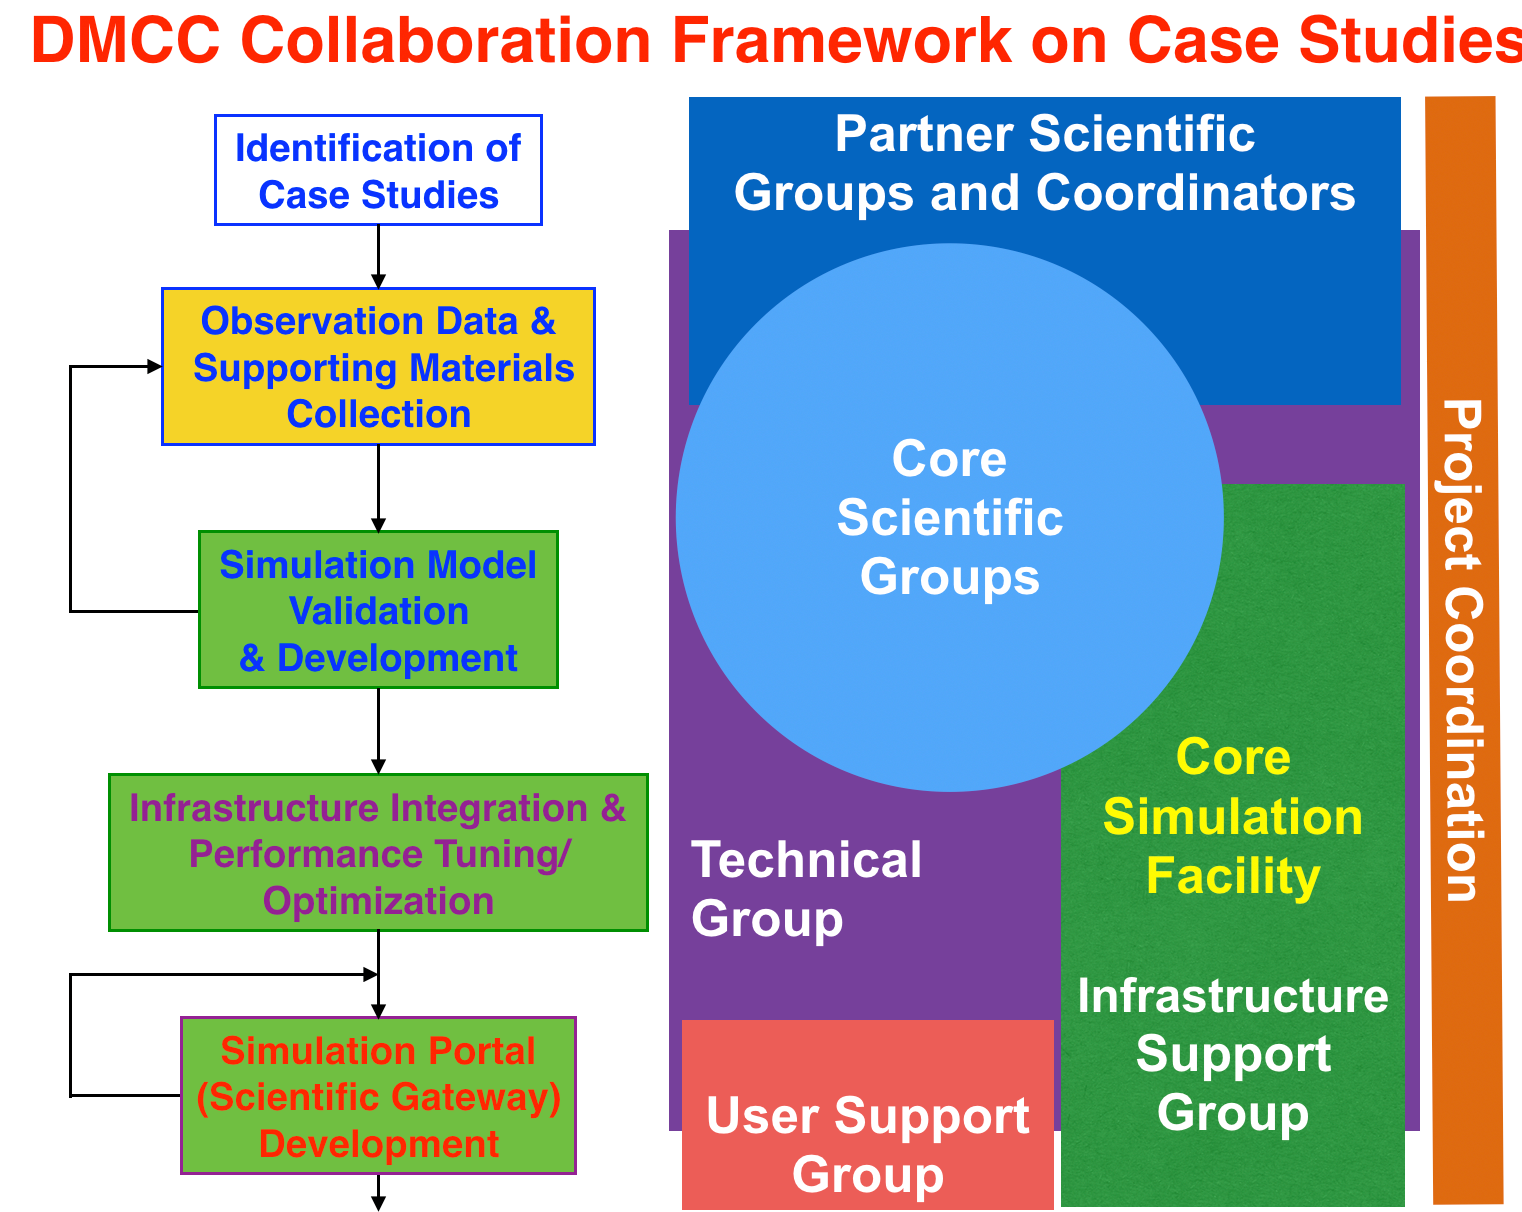 DMCC Collaboration Framework on Case Studies
Identification of
Case Studies
Observation Data &
Supporting Materials
Collection
Simulation Model
Validation
& Development
Infrastructure Integration &
Performance Tuning/
Optimization
Simulation Portal
(Scientific Gateway)
Development
Partner Scientific
Groups and Coordinators
Core
Scientific
Groups
Technical
Group
User Support
Group
Core
Simulation
Facility
Infrastructure
Support
Group
Project Coordination